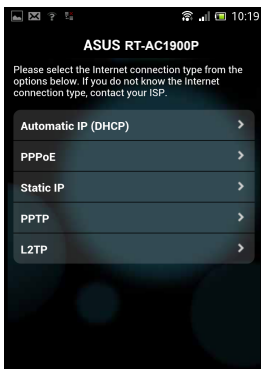 10:19
ASUS RT-AC1900P
Please select the Internet connection type from the
options below. If you do not know the Internet
connection type, contact your ISP.
Automatic IP (DHCP)
PPPoE
Static IP
PPTP
L2TP